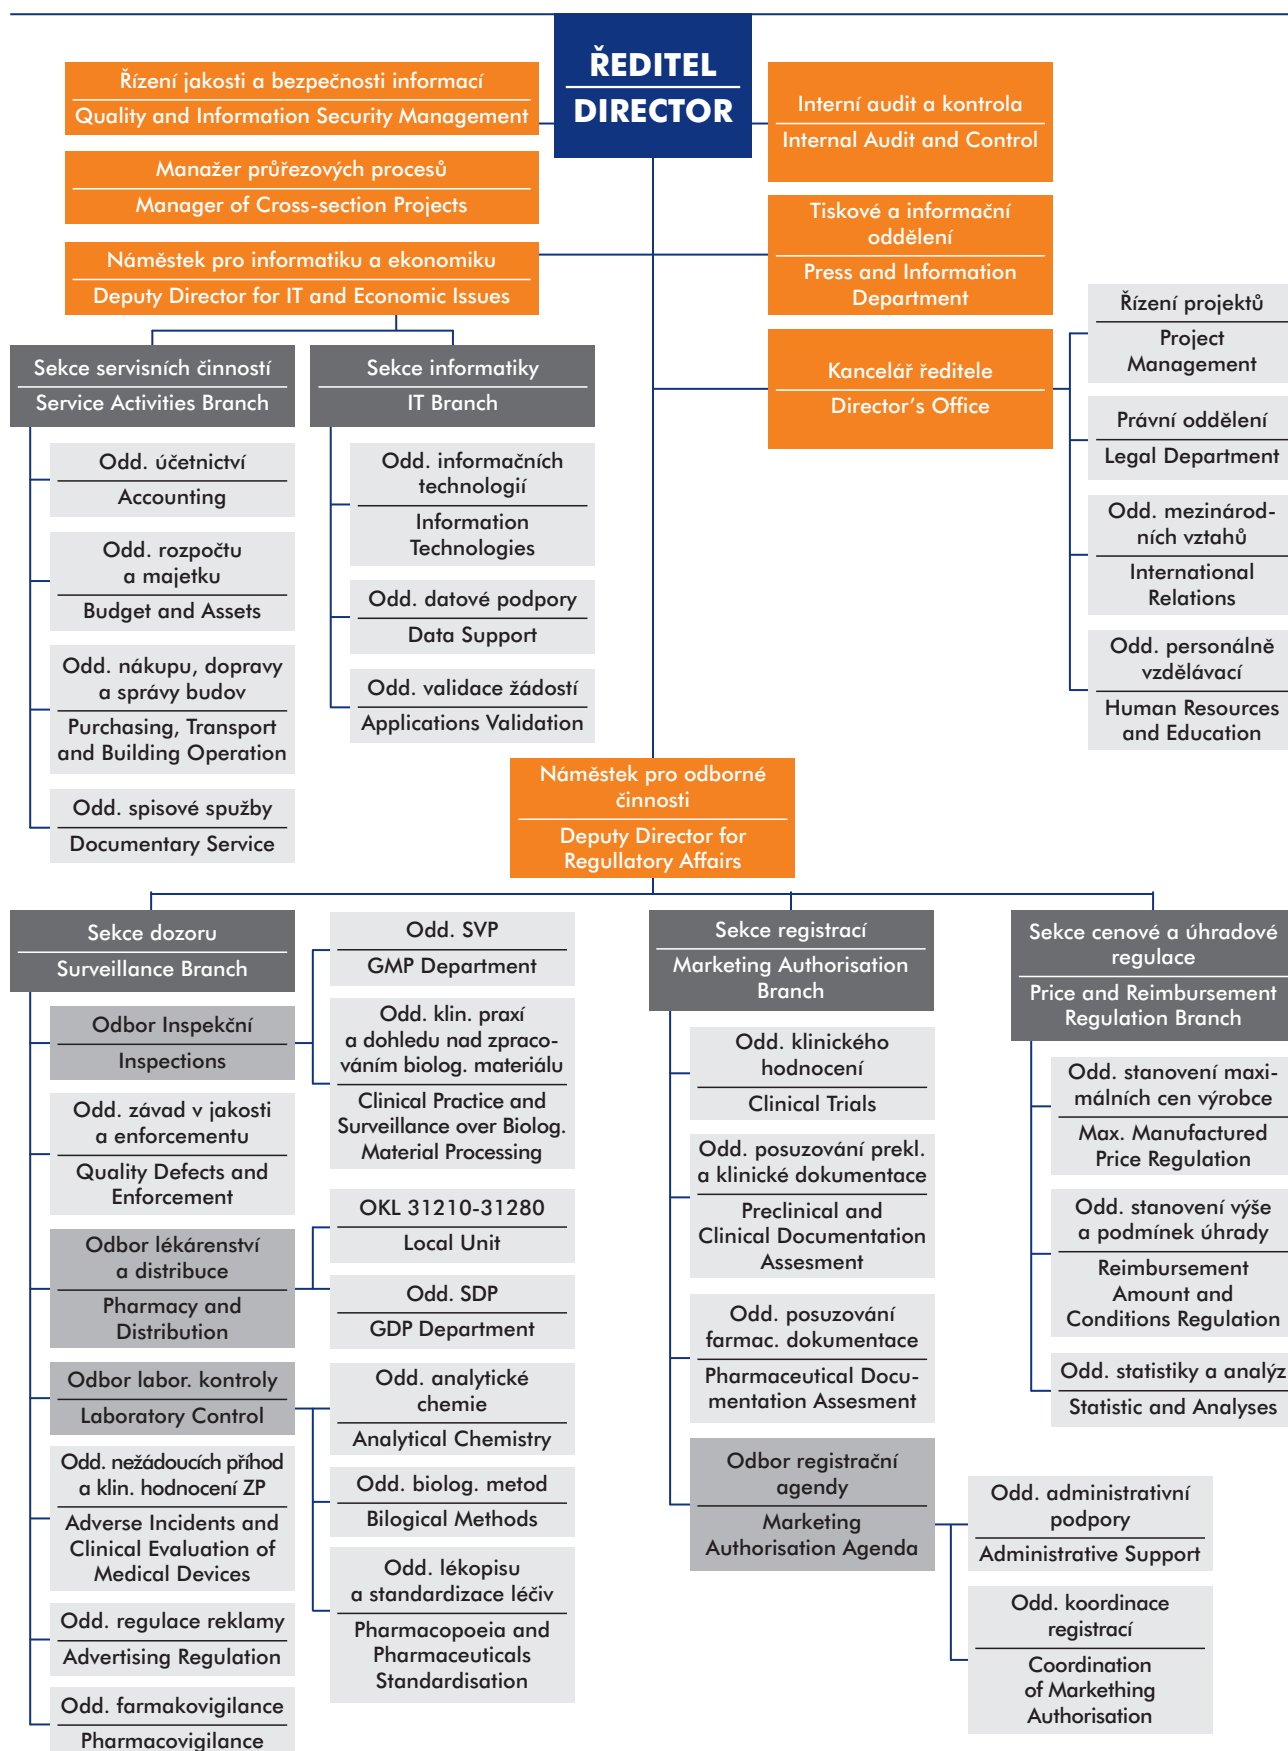 ŘEDITEL
DIRECTOR
Řízení jakosti a bezpečnosti informací
Quality and Information Security Management
Manažer průřezových procesů
Manager of Cross-section Projects
Náměstek pro informatiku a ekonomiku
Deputy Director for IT and Economic Issues
Interní audit a kontrola
Internal Audit and Control
Tiskové a informační
oddělení
Press and Information
Department
Kancelář ředitele
Director's Office
Řízení projektů
Project
Management
Právní oddělení
Legal Department
Odd. mezinárod-
ních vztahů
International
Relations
Odd. personálně
vzdělávací
Human Resources
and Education
Sekce servisních činností
Service Activities Branch
Odd. účetnictví
Accounting
Odd. rozpočtu
a majetku
Budget and Assets
Odd. nákupu, dopravy
a správy budov
Purchasing, Transport
and Building Operation
Odd. spisové spužby
Documentary Service
Sekce informatiky
IT Branch
Odd. informačních
technologií
Information
Technologies
Odd. datové podpory
Data Support
Odd. validace žádostí
Applications Validation
Náměstek pro odborné
činnosti
Deputy Director for
Regullatory Affairs
Sekce dozoru
Surveillance Branch
Odbor Inspekční
Inspections
Odd. závad v jakosti
a enforcementu
Quality Defects and
Enforcement
Odbor lékárenství
a distribuce
Pharmacy and
Distribution
Odbor labor. kontroly
Laboratory Control
Odd. nežádoucích příhod
a klin. hodnocení ZP
Adverse Incidents and
Clinical Evaluation of
Medical Devices
Odd. regulace reklamy
Advertising Regulation
Odd. farmakovigilance
Pharmacovigilance
Odd. SVP
GMP Department
Odd. klin. praxí
a dohledu nad zpraco-
váním biolog. materiálu
Clinical Practice and
Surveillance over Biolog.
Material Processing
OKL 31210-31280
Local Unit
Odd. SDP
GDP Department
Odd. analytické
chemie
Analytical Chemistry
Odd. biolog. metod
Bilogical Methods
Odd. lékopisu
a standardizace léčiv
Pharmacopoeia and
Pharmaceuticals
Standardisation
Sekce registrací
Marketing Authorisation
Branch
Odd. klinického
hodnocení
Clinical Trials
Odd. posuzování prekl.
a klinické dokumentace
Preclinical and
Clinical Documentation
Assesment
Odd. posuzování
farmac. dokumentace
Pharmaceutical Docu-
mentation Assesment
Odbor registrační
agendy
Marketing
Authorisation Agenda
Odd. administrativní
podpory
Administrative Support
Odd. koordinace
registrací
Coordination
of Markething
Authorisation
Sekce cenové a úhradové
regulace
Price and Reimbursement
Regulation Branch
Odd. stanovení maxi-
málních cen výrobce
Max. Manufactured
Price Regulation
Odd. stanovení výše
a podmínek úhrady
Reimbursement
Amount and
Conditions Regulation
Odd. statistiky a analýz
Statistic and Analyses